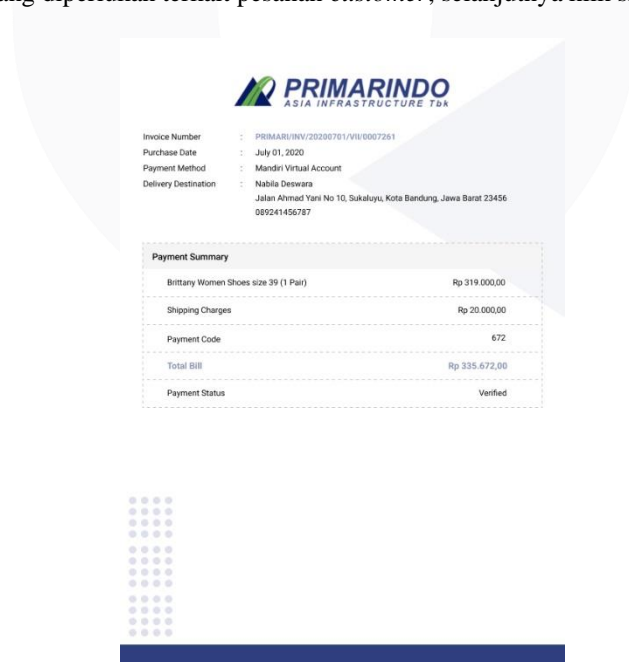 ang diperlukan terkait pesanan customer, selanjutnya
PRIMARINDO
ASIA INFRASTRUCTURE Tbk
Invoice Number : PRIMARI/INV/20200701/VII/0007261
Purchase Date : July 01, 2020
Payment Method : Mandiri Virtual Account
Delivery Destination : Nabila Deswara
Jalan Ahmad Yani No 10, Sukaluyu, Kota Bandung, Jawa Barat 23456
089241456787
Payment Summary
Brittany Women Shoes size 39 (1 Pair) Rp 319.000,00
Shipping Charges Rp 20.000,00
Payment Code 672
Total Bill Rp 335.672,00
Payment Status Verified